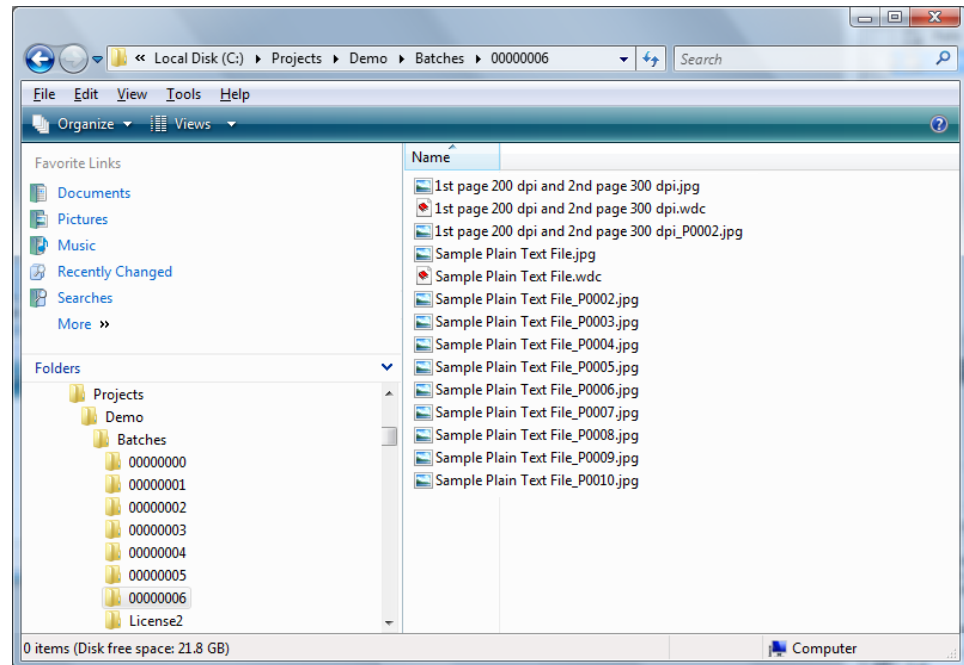 « Local Disk (C:) ▸ Projects ▸ Demo ▸ Batches ▸ 00000006 Search
File Edit View Tools Help
Organize Views
Favorite Links
Documents
Pictures
Music
Recently Changed
Searches
More »
Folders
Projects
Demo
Batches
00000000
00000001
00000002
00000003
00000004
00000005
00000006
License2
Name
1st page 200 dpi and 2nd page 300 dpi.jpg
1st page 200 dpi and 2nd page 300 dpi.wdc
1st page 200 dpi and 2nd page 300 dpi_P0002.jpg
Sample Plain Text File.jpg
Sample Plain Text File.wdc
Sample Plain Text File_P0002.jpg
Sample Plain Text File_P0003.jpg
Sample Plain Text File_P0004.jpg
Sample Plain Text File_P0005.jpg
Sample Plain Text File_P0006.jpg
Sample Plain Text File_P0007.jpg
Sample Plain Text File_P0008.jpg
Sample Plain Text File_P0009.jpg
Sample Plain Text File_P0010.jpg
0 items (Disk free space: 21.8 GB) Computer